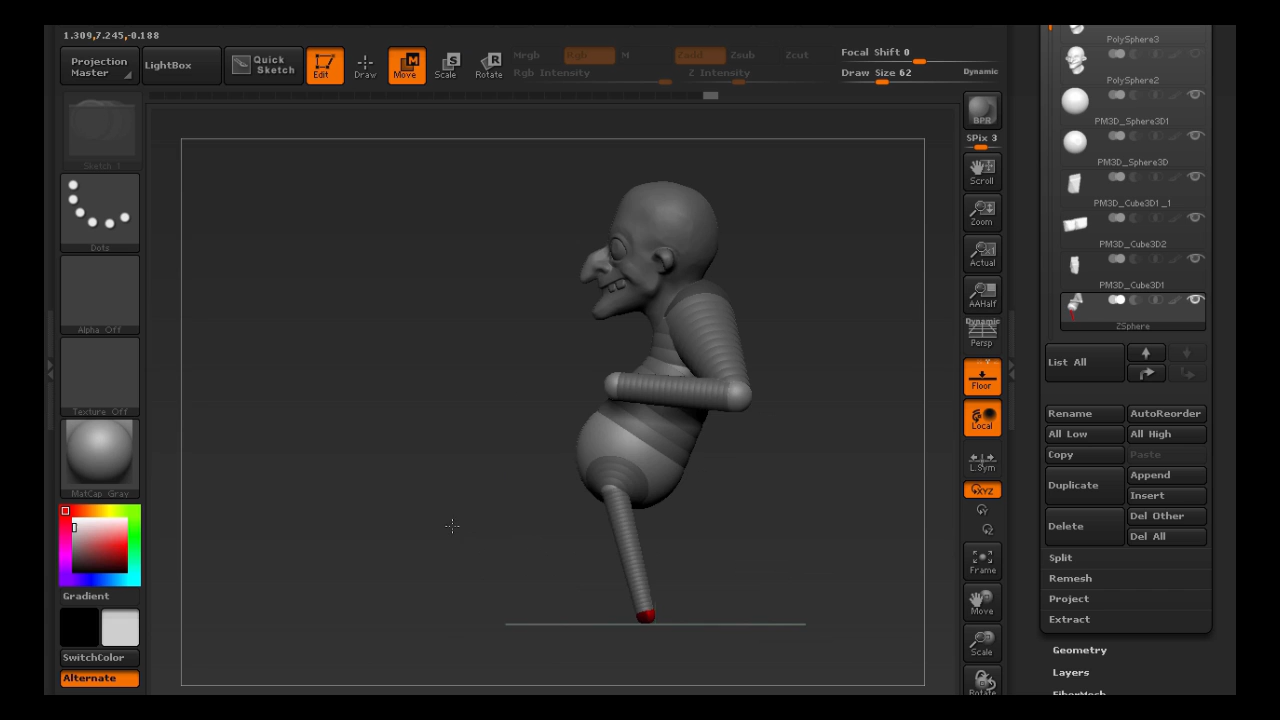 1.309,7.245,-0.188
Projection
Master
LightBox
Quick
Sketch
Edit
Draw
Move
Scale
Rotate
Mrgb
Rgb
M
Rgb Intensity
Zadd
Zsub
Zcut
Z Intensity
Focal Shift 0
Draw Size 62
Dynamic
Sketch 1
Dots
Alpha Off
Texture Off
MatCap Gray
Gradient
SwitchColor
Alternate
BPR
SPix 3
Scroll
Zoom
Actual
AAHalf
Dynamic
Persp
Floor
Local
L.Sym
XYZ
Y
Z
Frame
Move
Scale
Rotate
PolySphere3
PolySphere2
PM3D_Sphere3D1
PM3D_Sphere3D
PM3D_Cube3D1_1
PM3D_Cube3D2
PM3D_Cube3D1
ZSphere
List All
Rename
AutoReorder
All Low
All High
Copy
Paste
Duplicate
Append
Insert
Delete
Del Other
Del All
Split
Remesh
Project
Extract
Geometry
Layers
FiberMesh